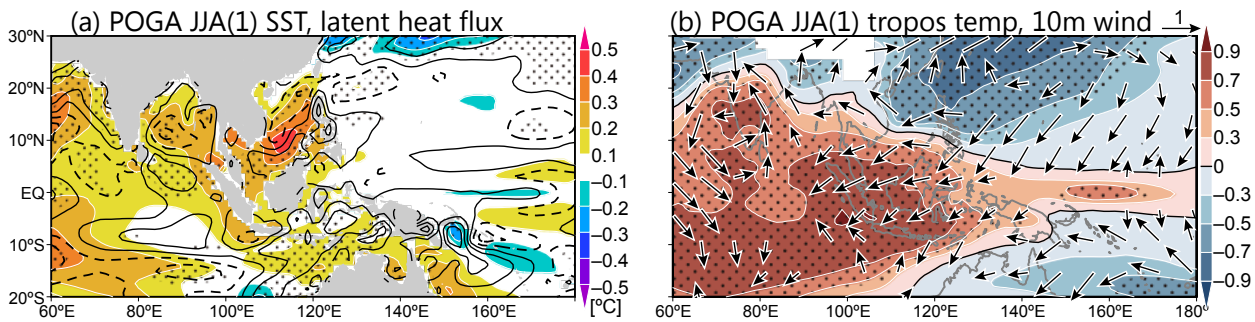 (a) POGA JJA(1) SST, latent heat flux
30ºN
20ºN
10ºN
EQ
10ºS
20ºS
60ºE
80ºE
100ºE
120ºE
140ºE
160ºE
0.5
0.4
0.3
0.2
0.1
–0.1
–0.2
–0.3
–0.4
–0.5
[ºC]
(b) POGA JJA(1) tropos temp, 10m wind
1
60ºE
80ºE
100ºE
120ºE
140ºE
160ºE
180º
0.9
0.7
0.5
0.3
0
–0.3
–0.5
–0.7
–0.9